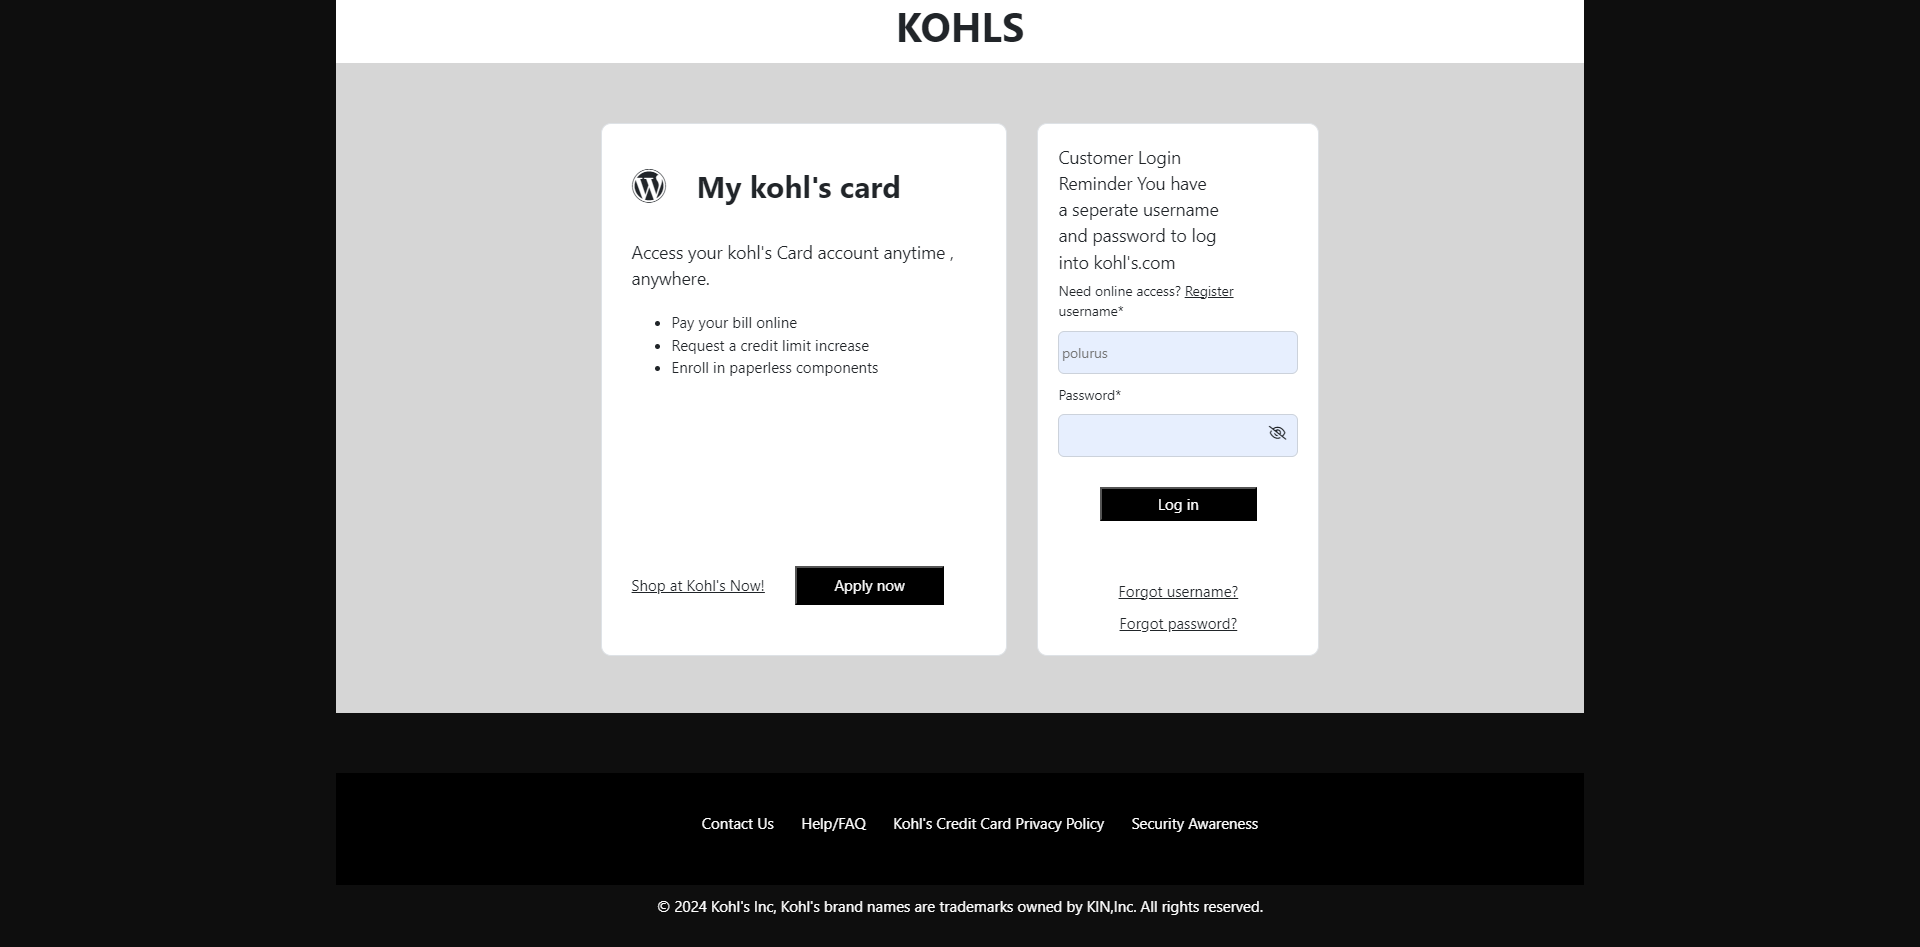 KOHLS
My kohl's card
Access your kohl's Card account anytime ,
anywhere.
• Pay your bill online
• Request a credit limit increase
• Enroll in paperless components
Shop at Kohl's Now!
Apply now
Customer Login
Reminder You have
a seperate username
and password to log
into kohl's.com
Need online access? Register
username*
polurus
Password*
Log in
Forgot username?
Forgot password?
Contact Us Help/FAQ Kohl's Credit Card Privacy Policy Security Awareness
© 2024 Kohl's Inc, Kohl's brand names are trademarks owned by KIN,Inc. All rights reserved.